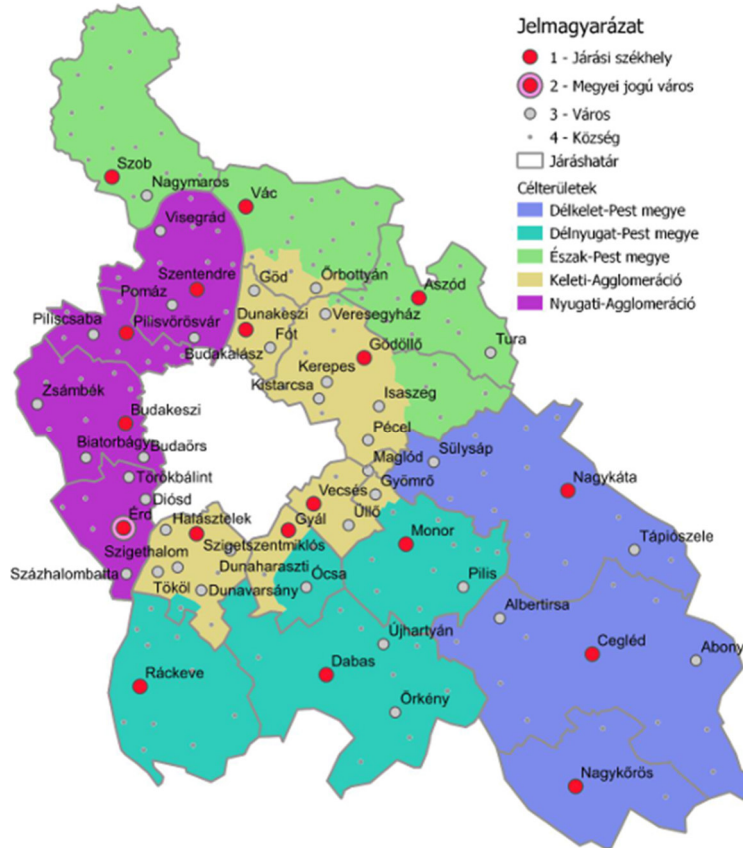 Jelmagyarázat
1 - Járási székhely
2 - Megyei jogú város
3 - Város
4 - Község
Járáshatár
Célterületek
Délkelet-Pest megye
Délnyugat-Pest megye
Észak-Pest megye
Keleti-Agglomeráció
Nyugati-Agglomeráció
Szob
Nagymaros
Vác
Visegrád
Szentendre
Göd
Őrbottyán
Aszód
Pomáz
Dunakeszi
Veresegyház
Piliscsaba
Pilisvörösvár
Fót
Gödöllő
Tura
Budakalász
Kerepes
Kistarcsa
Zsámbék
Isaszeg
Budakeszi
Pécel
Biatorbágy
Budaörs
Maglód
Sülysáp
Törökbálint
Gyömrő
Nagykáta
Diósd
Vecsés
Érd
Halásztelek
Gyál
Üllő
Monor
Tápiószele
Szigethalom
Szigetszentmiklós
Százhalombatta
Dunaharaszti
Ócsa
Pilis
Tököl
Dunavarsány
Albertirsa
Újhartyán
Cegléd
Abony
Ráckeve
Dabas
Örkény
Nagykőrös